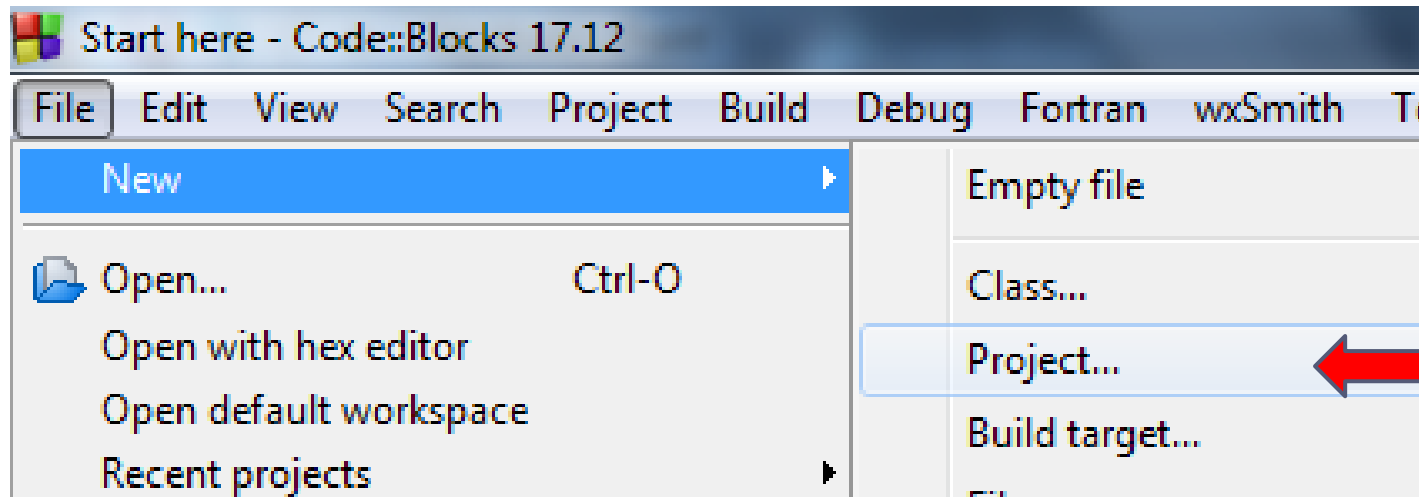 Start here - Code::Blocks 17.12
File Edit View Search Project Build Debug Fortran wxSmith
New
Empty file
Open... Ctrl-O
Class...
Open with hex editor
Project...
Open default workspace
Build target...
Recent projects